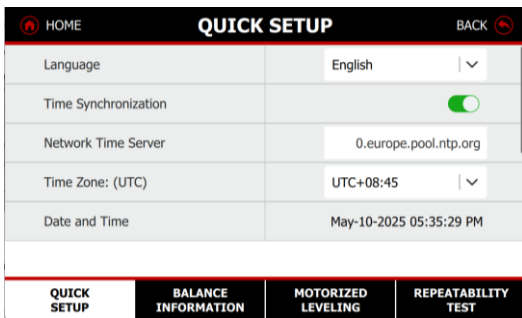 HOME QUICK SETUP BACK
Language English
Time Synchronization
Network Time Server 0.europe.pool.ntp.org
Time Zone: (UTC) UTC+08:45
Date and Time May-10-2025 05:35:29 PM
QUICK SETUP
BALANCE INFORMATION
MOTORIZED LEVELING
REPEATABILITY TEST